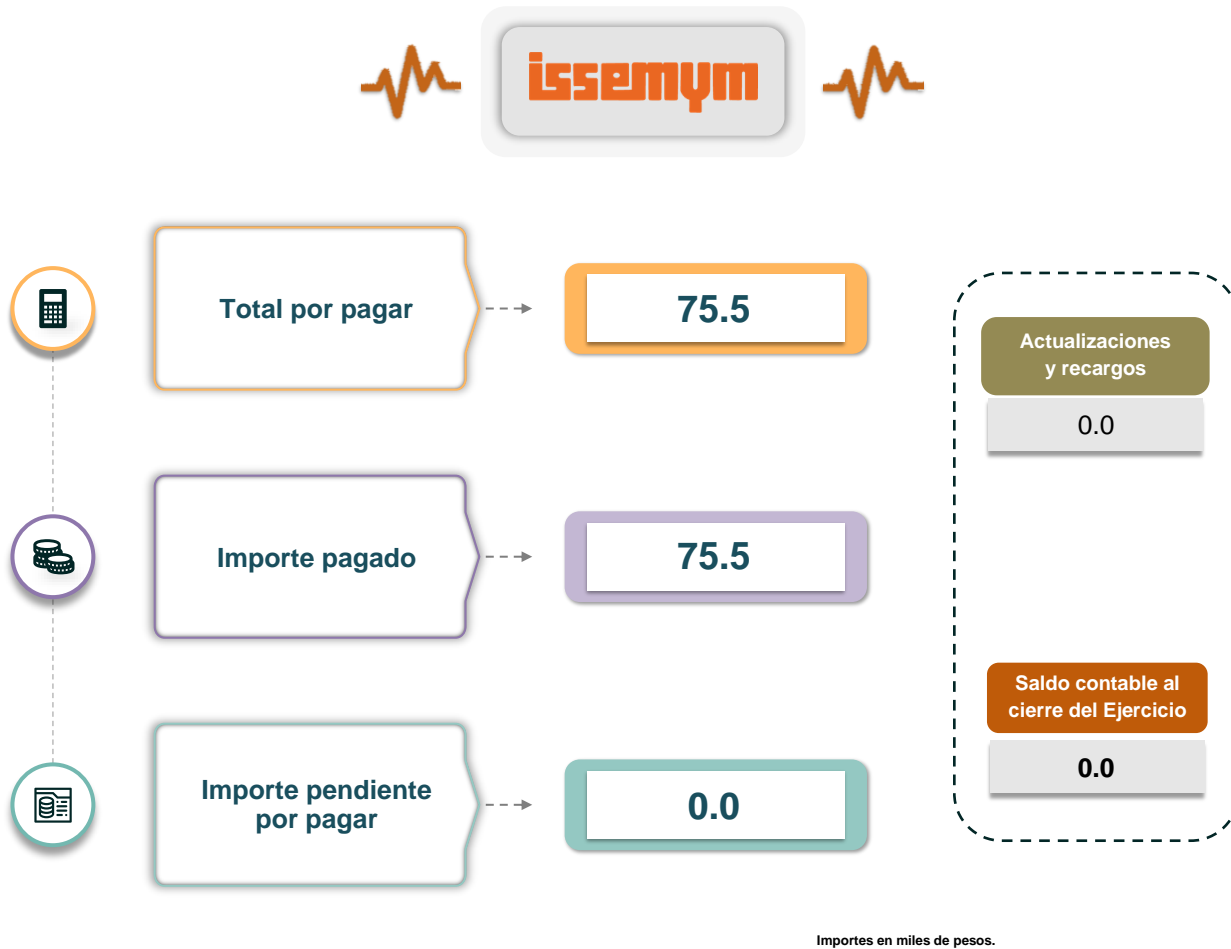 issemym
Total por pagar
75.5
Actualizaciones
y recargos
0.0
Importe pagado
75.5
Saldo contable al
cierre del Ejercicio
0.0
Importe pendiente
por pagar
0.0
Importes en miles de pesos.